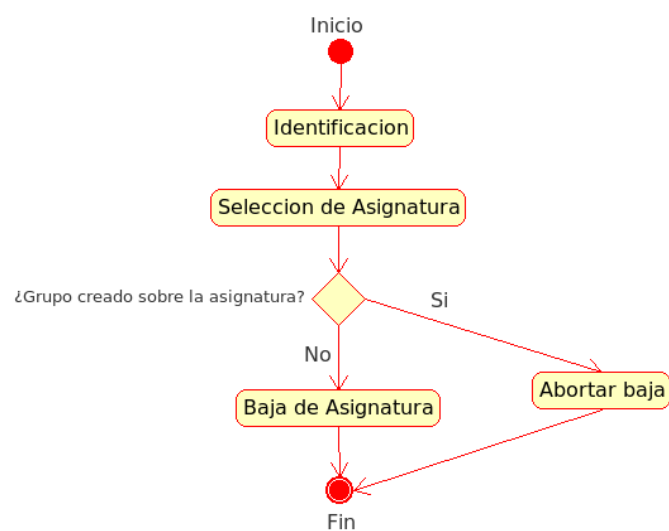 Inicio
Identificacion
Seleccion de Asignatura
¿Grupo creado sobre la asignatura?
Si
No
Abortar baja
Baja de Asignatura
Fin